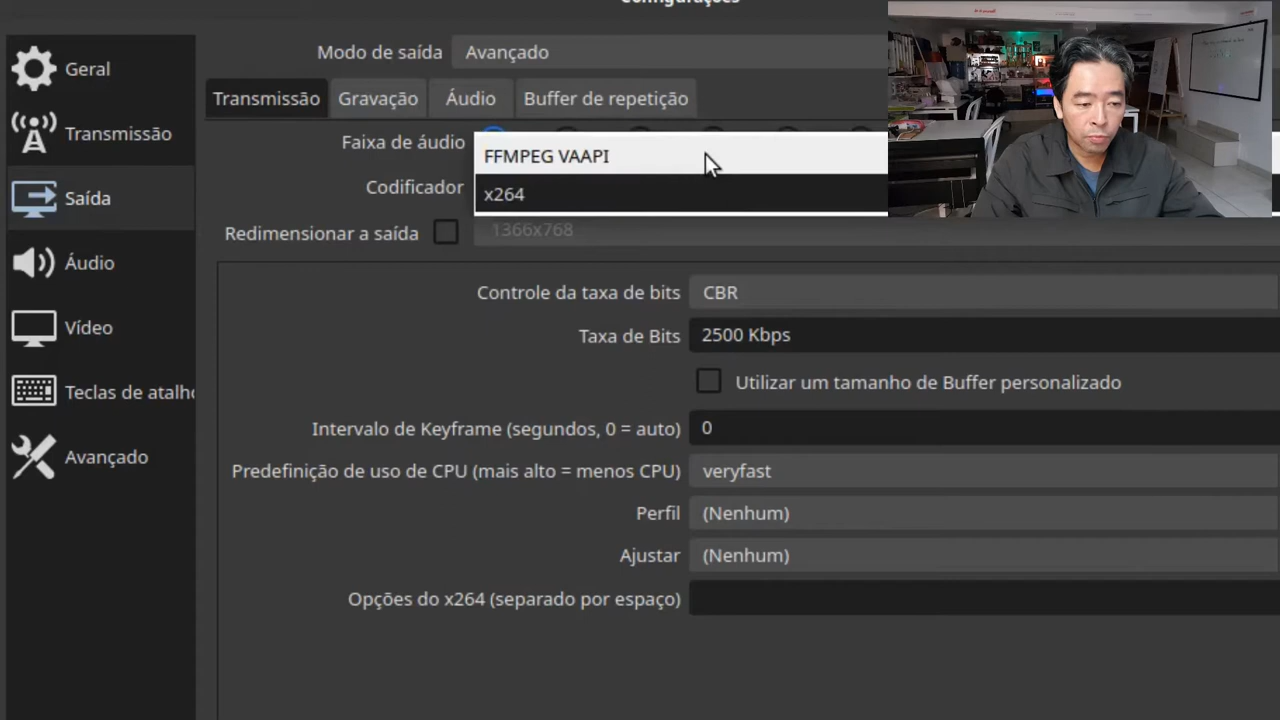 Configurações
Modo de saída Avançado
Geral
Transmissão Gravação Áudio Buffer de repetição
Transmissão
Faixa de áudio
FFMPEG VAAPI
Codificador
x264
Saída
Redimensionar a saída 1366x768
Áudio
Controle da taxa de bits CBR
Vídeo
Taxa de Bits 2500 Kbps
Utilizar um tamanho de Buffer personalizado
Teclas de atalho
Intervalo de Keyframe (segundos, 0 = auto) 0
Avançado
Predefinição de uso de CPU (mais alto = menos CPU) veryfast
Perfil (Nenhum)
Ajustar (Nenhum)
Opções do x264 (separado por espaço)